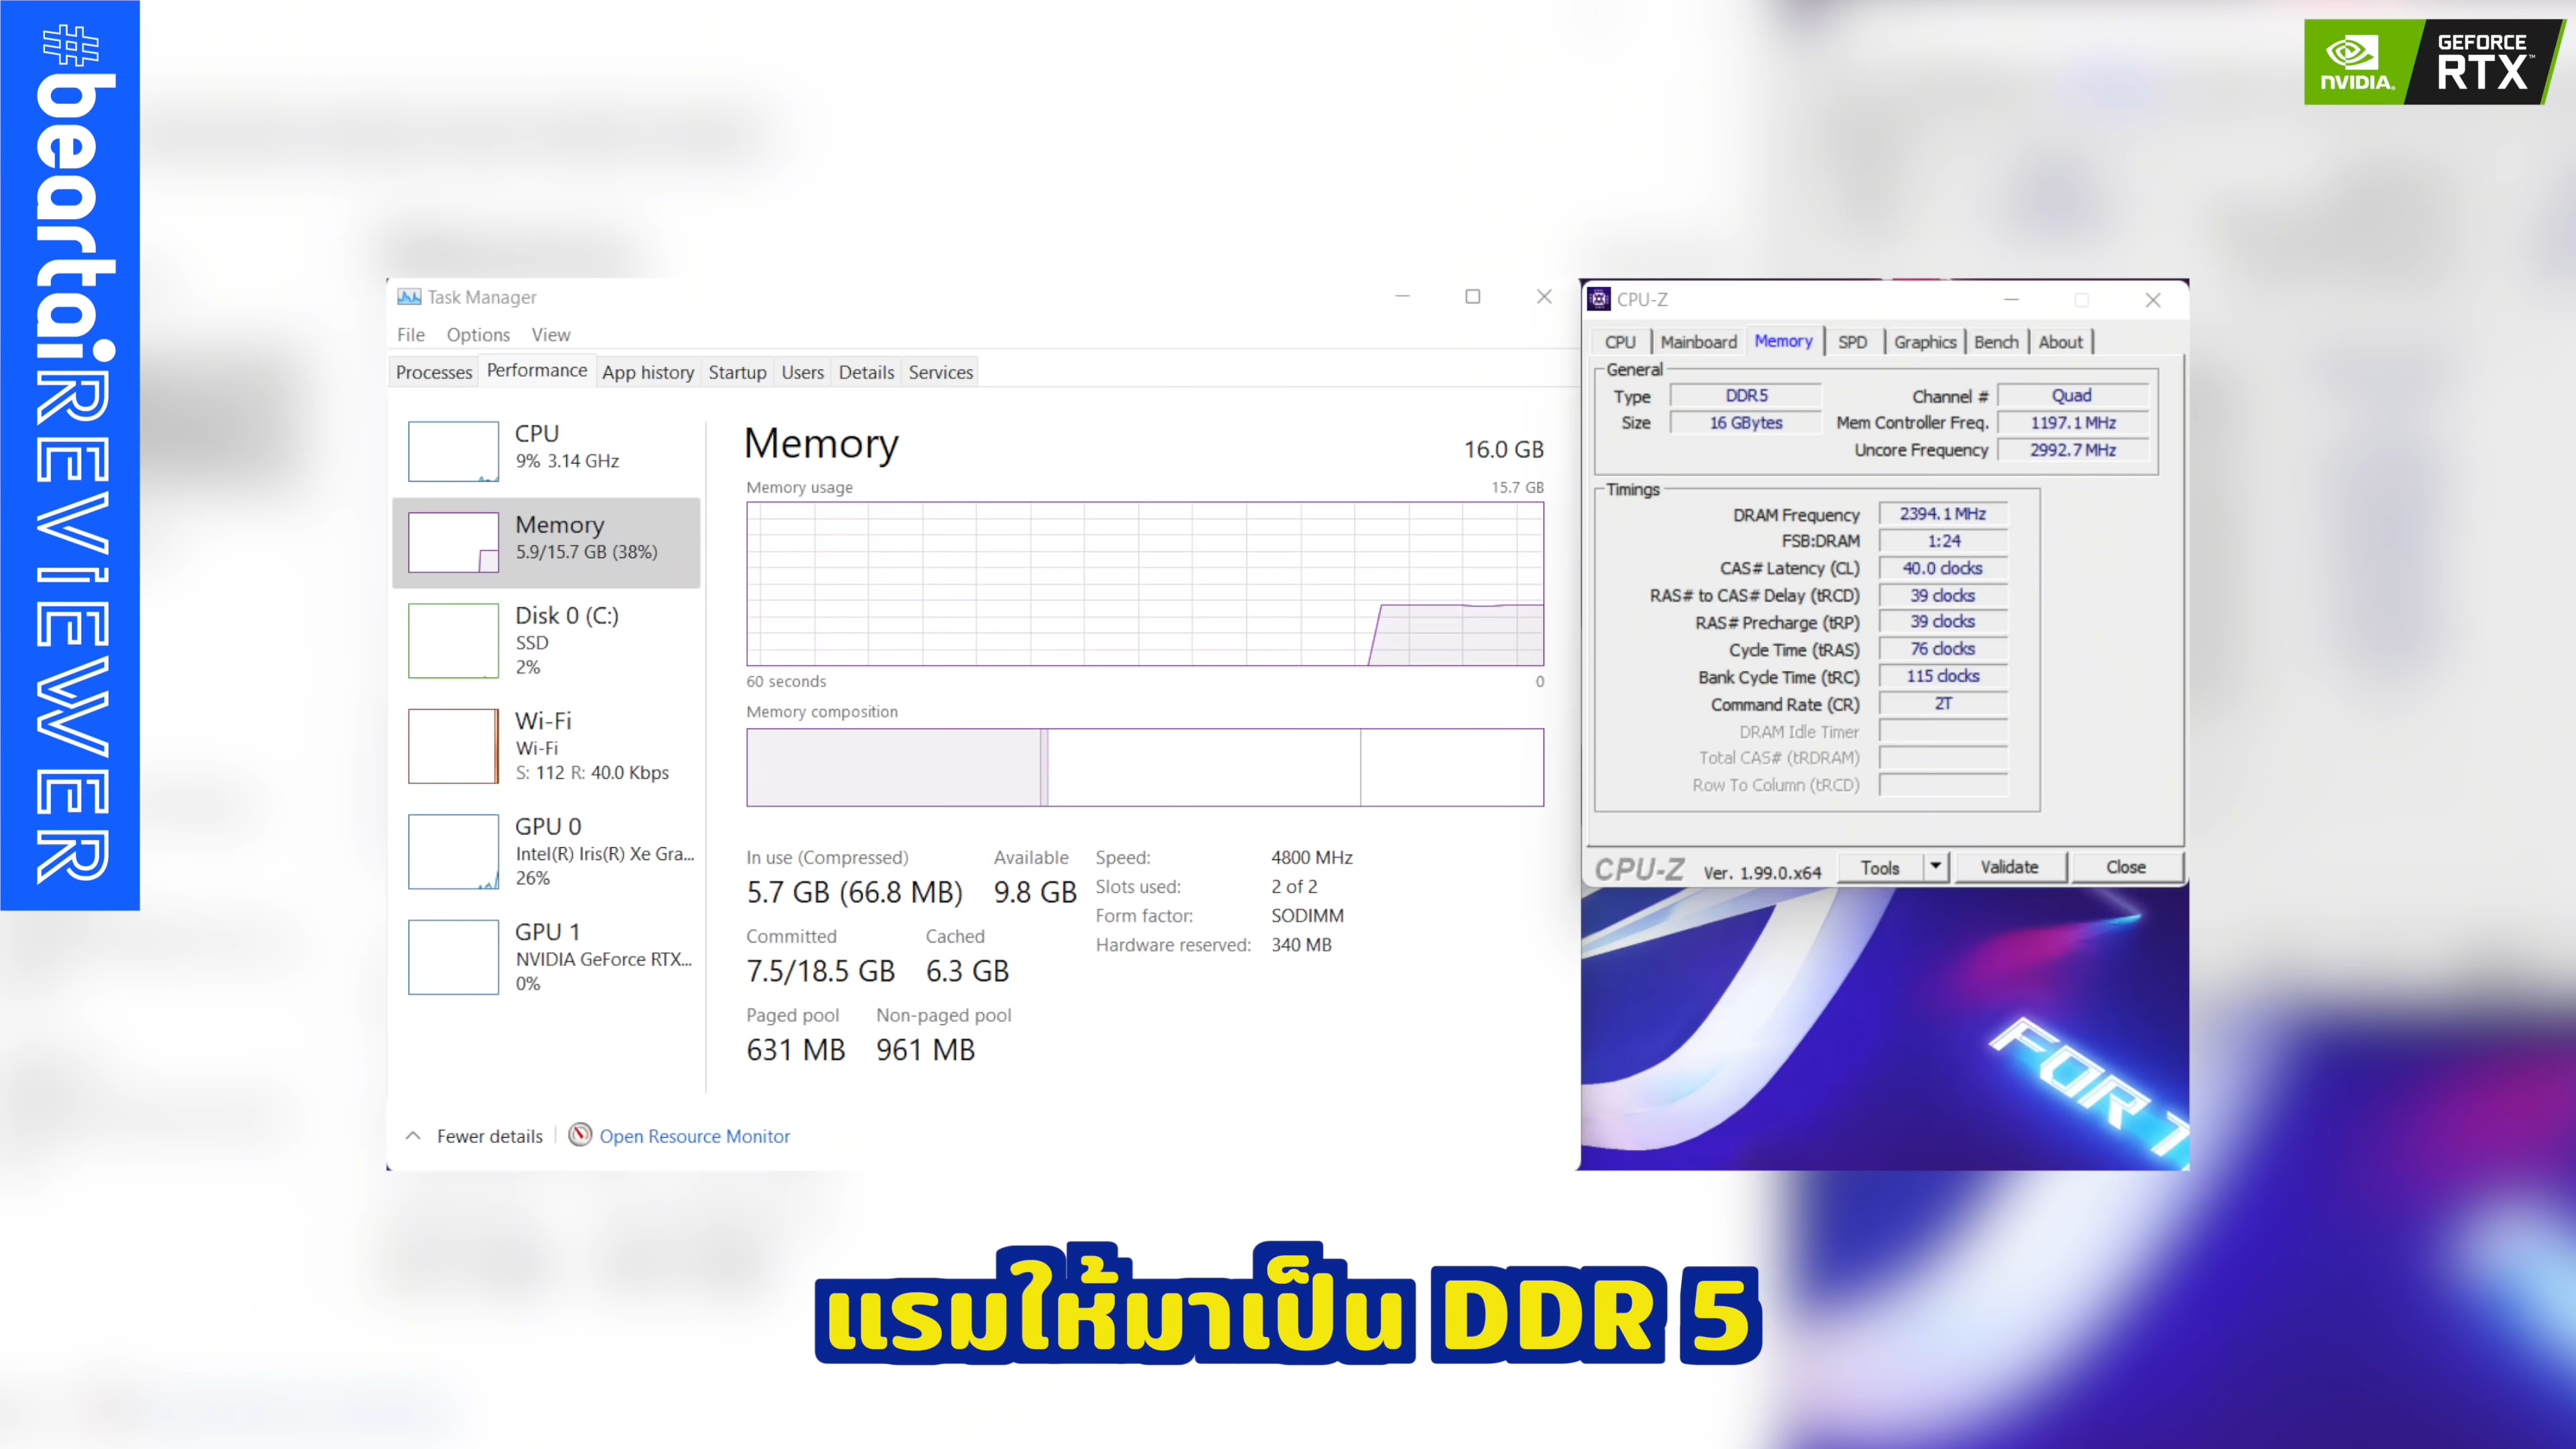 #beartaiREVIEWER
NVIDIA.
GEFORCE
RTX™
Task Manager
File Options View
Processes Performance App history Startup Users Details Services
CPU
9% 3.14 GHz
Memory
5.9/15.7 GB (38%)
Disk 0 (C:)
SSD
2%
Wi-Fi
Wi-Fi
S: 112 R: 40.0 Kbps
GPU 0
Intel(R) Iris(R) Xe Gra...
26%
GPU 1
NVIDIA GeForce RTX...
0%
Memory 16.0 GB
Memory usage 15.7 GB
60 seconds 0
Memory composition
In use (Compressed) Available
5.7 GB (66.8 MB) 9.8 GB
Committed Cached
7.5/18.5 GB 6.3 GB
Paged pool Non-paged pool
631 MB 961 MB
Speed: 4800 MHz
Slots used: 2 of 2
Form factor: SODIMM
Hardware reserved: 340 MB
Fewer details Open Resource Monitor
CPU-Z
CPU Mainboard Memory SPD Graphics Bench About
General
Type DDR5 Channel # Quad
Size 16 GBytes Mem Controller Freq. 1197.1 MHz
Uncore Frequency 2992.7 MHz
Timings
DRAM Frequency 2394.1 MHz
FSB:DRAM 1:24
CAS# Latency (CL) 40.0 clocks
RAS# to CAS# Delay (tRCD) 39 clocks
RAS# Precharge (tRP) 39 clocks
Cycle Time (tRAS) 76 clocks
Bank Cycle Time (tRC) 115 clocks
Command Rate (CR) 2T
DRAM Idle Timer
Total CAS# (tRDRAM)
Row To Column (tRCD)
CPU-Z Ver. 1.99.0.x64 Tools Validate Close
FOR T
แรมให้มาเป็น DDR 5